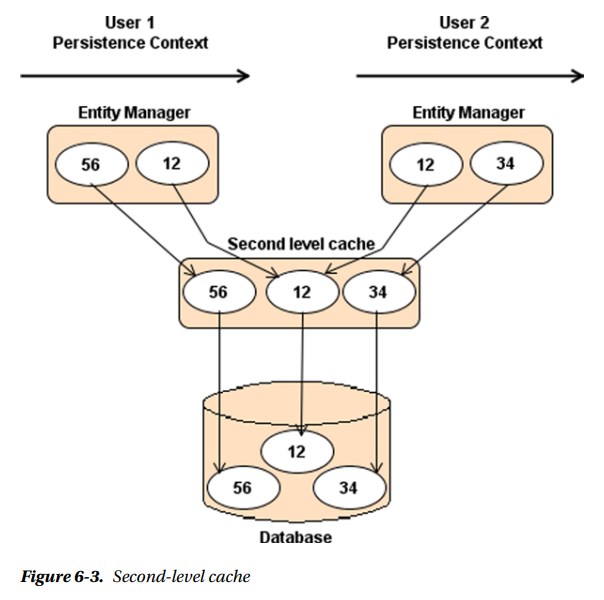 User 1
Persistence Context
User 2
Persistence Context
Entity Manager
Entity Manager
56
12
12
34
Second level cache
56
12
34
12
56
34
Database
Figure 6-3. Second-level cache